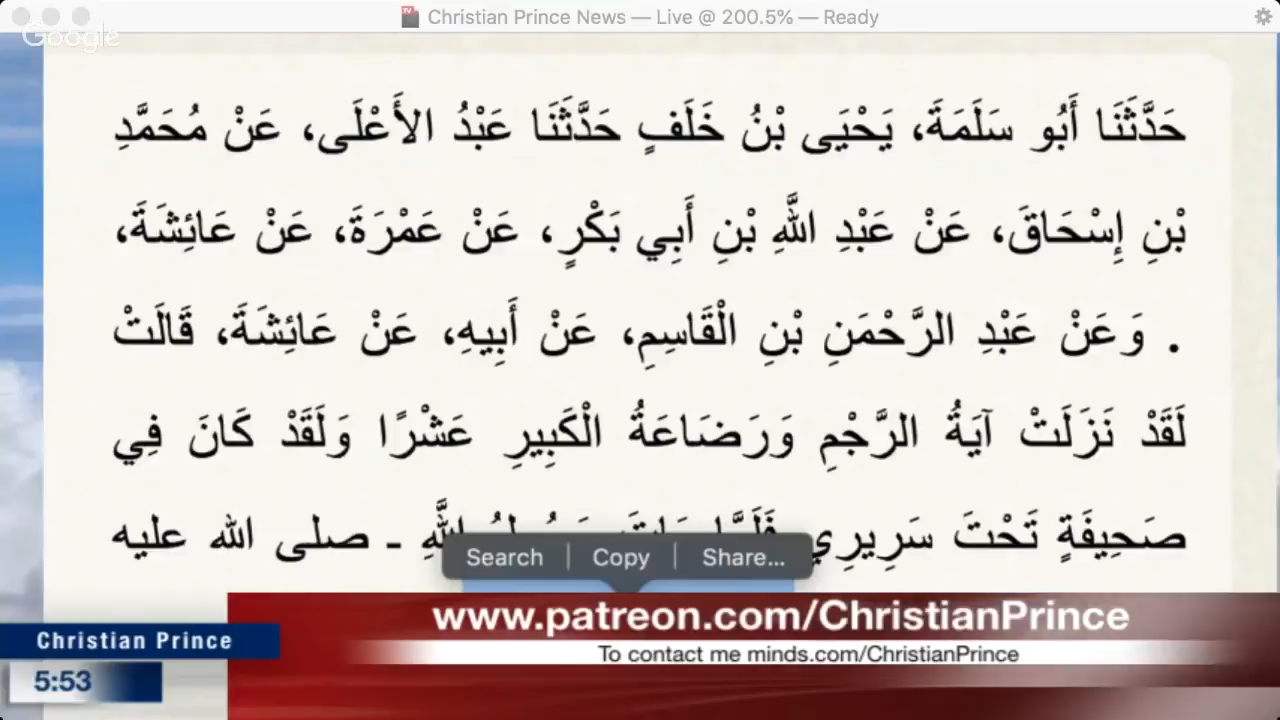 Christian Prince News — Live @ 200.5% — Ready
Google
حَدَّثَنَا أَبُو سَلَمَةَ، يَحْيَى بْنُ خَلَفٍ حَدَّثَنَا عَبْدُ الأَعْلَى، عَنْ مُحَمَّدِ
بْنِ إِسْحَاقَ، عَنْ عَبْدِ اللَّهِ بْنِ أَبِي بَكْرٍ، عَنْ عَمْرَةَ، عَنْ عَائِشَةَ،
. وَعَنْ عَبْدِ الرَّحْمَنِ بْنِ الْقَاسِمِ، عَنْ أَبِيهِ، عَنْ عَائِشَةَ، قَالَتْ
لَقَدْ نَزَلَتْ آيَةُ الرَّجْمِ وَرَضَاعَةُ الْكَبِيرِ عَشْرًا وَلَقَدْ كَانَ فِي
صَحِيفَةٍ تَحْتَ سَرِيرِي اللَّهِ ـ صلى الله عليه
Search Copy Share...
www.patreon.com/ChristianPrince
Christian Prince
To contact me minds.com/ChristianPrince
5:53